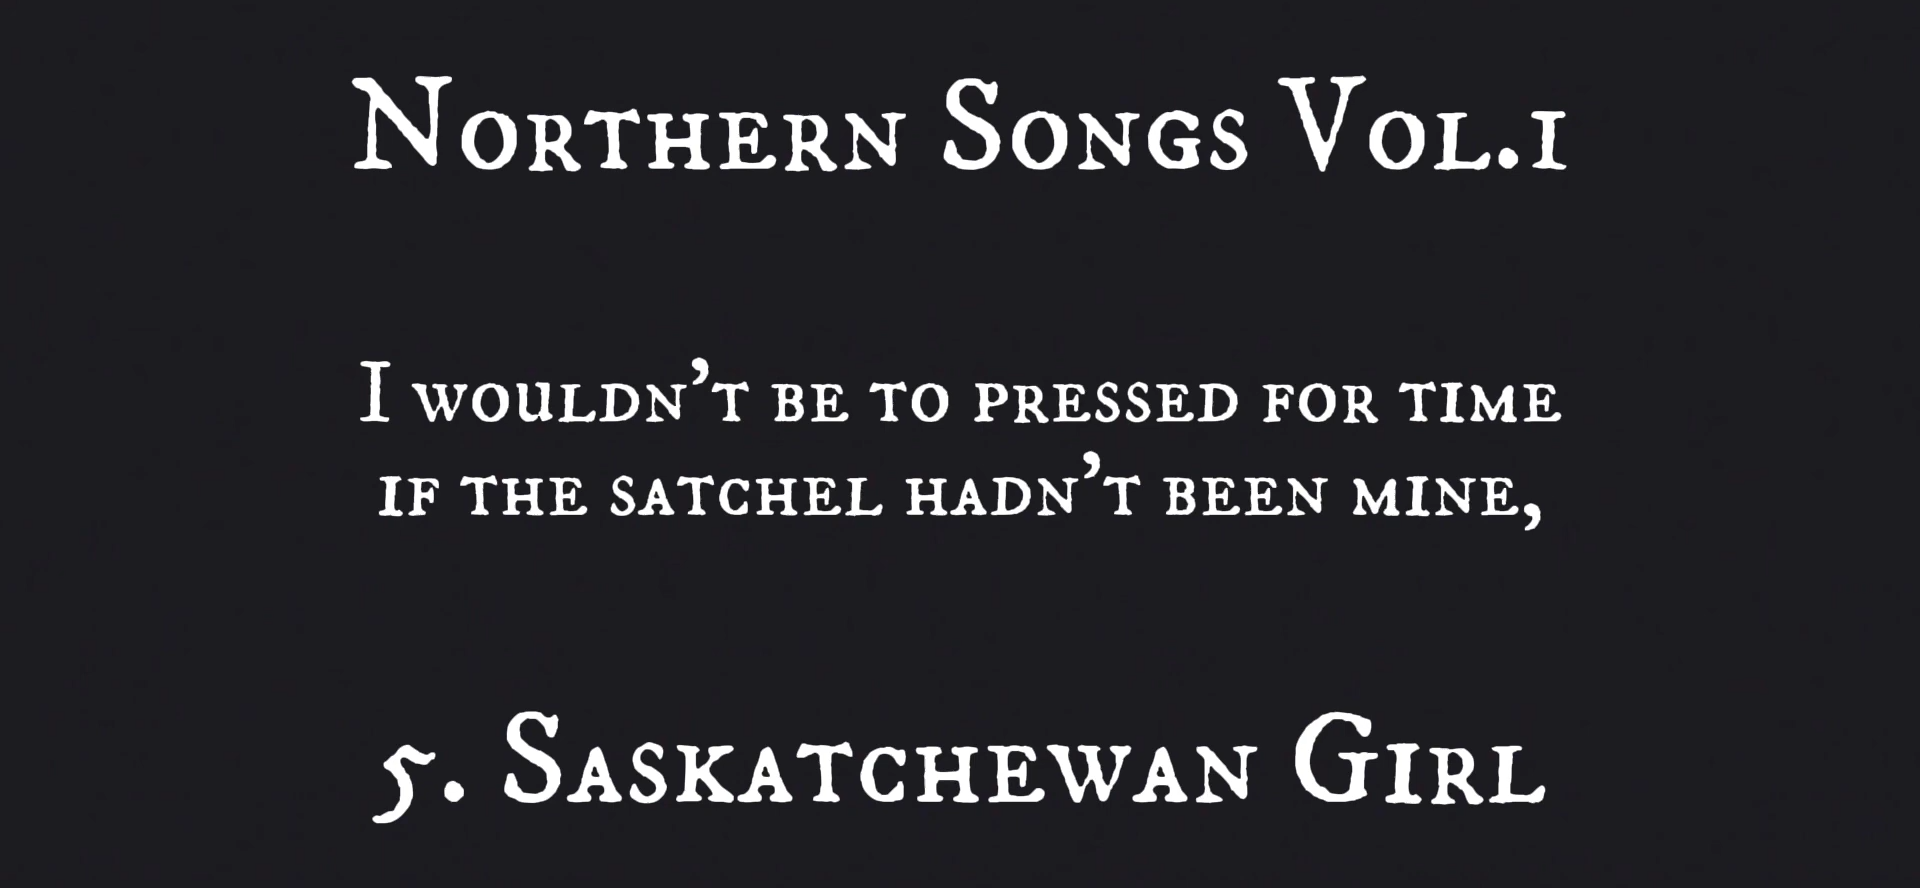 Northern Songs Vol.1
I wouldn't be to pressed for time
if the satchel hadn't been mine,
5. Saskatchewan Girl